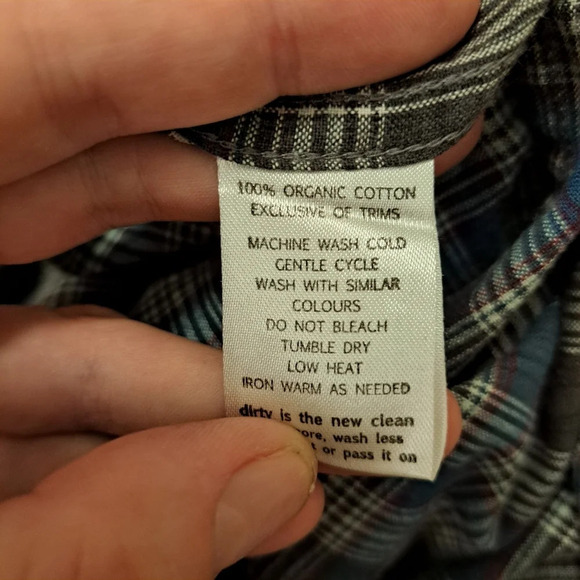 100% ORGANIC COTTON
EXCLUSIVE OF TRIMS
MACHINE WASH COLD
GENTLE CYCLE
WASH WITH SIMILAR
COLOURS
DO NOT BLEACH
TUMBLE DRY
LOW HEAT
IRON WARM AS NEEDED
dirty is the new clean
wash less
or pass it on